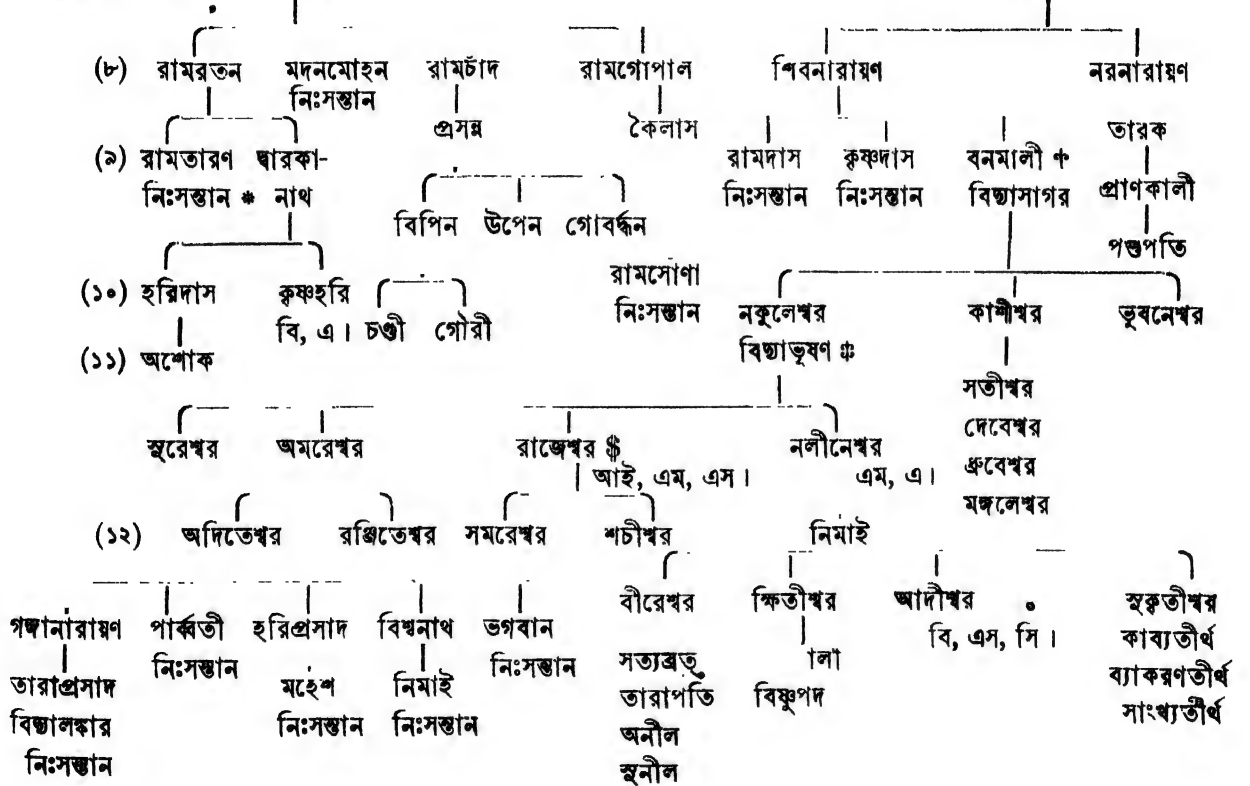 (৮) রামরতন মদনমোহন রামচাঁদ রামগোপাল শিবনারায়ণ নরনারায়ণ
নিঃসন্তান
প্রসন্ন কৈলাস তারক
(৯) রামতারণ দ্বারকা- রামদাস কৃষ্ণদাস বনমালী ✢
নিঃসন্তান * নাথ নিঃসন্তান নিঃসন্তান বিদ্যাসাগর প্রাণকালী
বিপিন উপেন গোবর্দ্ধন
পশুপতি
রামসোণা
(১০) হরিদাস কৃষ্ণহরি নিঃসন্তান নকুলেশ্বর কাশীশ্বর ভূষনেশ্বর
বি, এ। চণ্ডী গৌরী
বিদ্যাভূষণ ⁜
(১১) অশোক
সতীশ্বর
দেবেশ্বর
সুরেশ্বর অমরেশ্বর রাজেশ্বর $ নলীনেশ্বর
ধ্রুবেশ্বর
আই, এম, এস। এম, এ।
মঙ্গলেশ্বর
(১২) অদিতেশ্বর রঞ্জিতেশ্বর সমরেশ্বর শচীশ্বর নিমাই
বীরেশ্বর ক্ষিতীশ্বর আদীশ্বর সুকৃতীশ্বর
গঙ্গানারায়ণ পার্ব্বতী হরিপ্রসাদ বিশ্বনাথ ভগবান
বি, এস, সি। কাব্যতীর্থ
নিঃসন্তান নিঃসন্তান
সত্যব্রত ব্যাকরণতীর্থ
তারাপ্রসাদ মহেশ নিমাই
তারাপতি বিষ্ণুপদ
সাংখ্যতীর্থ
বিদ্যালঙ্কার নিঃসন্তান নিঃসন্তান
অনীল
নিঃসন্তান
সুনীল